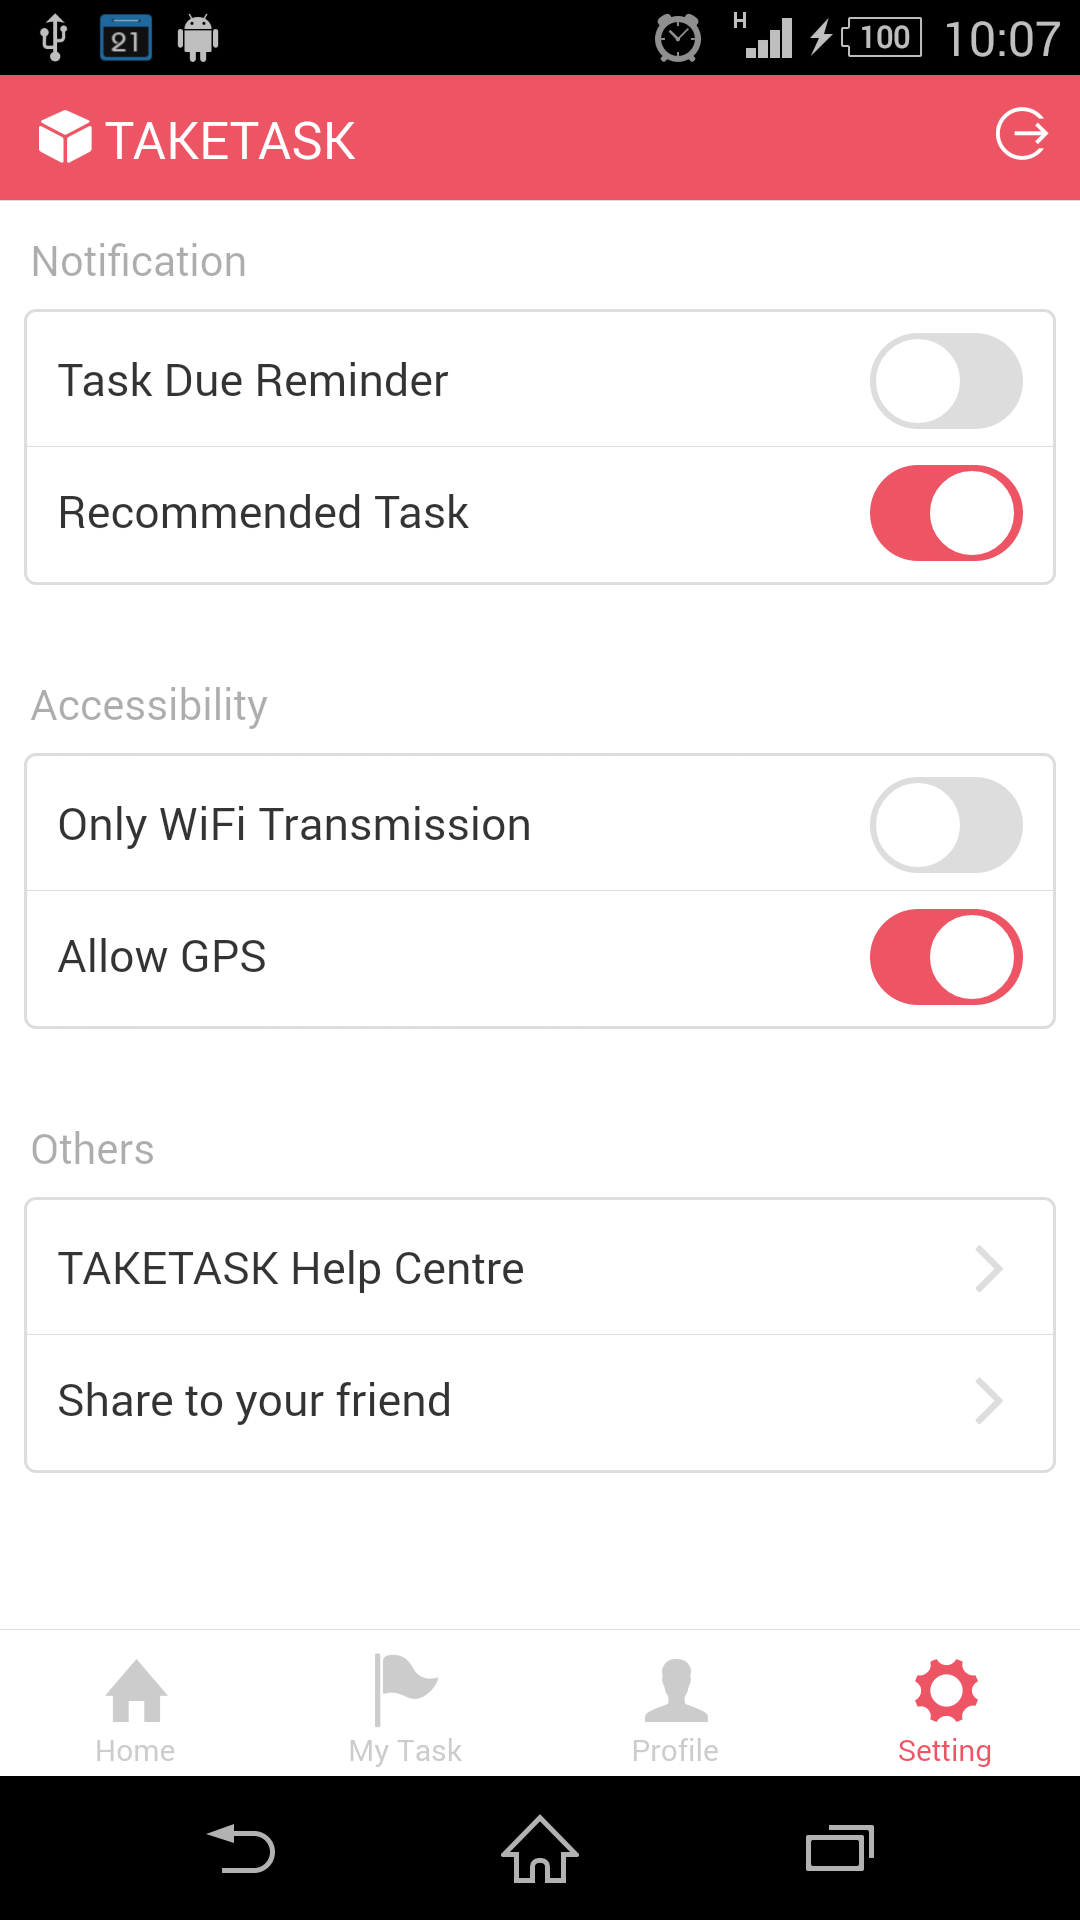 21 H 100 10:07
TAKETASK
Notification
Task Due Reminder
Recommended Task
Accessibility
Only WiFi Transmission
Allow GPS
Others
TAKETASK Help Centre
Share to your friend
Home My Task Profile Setting